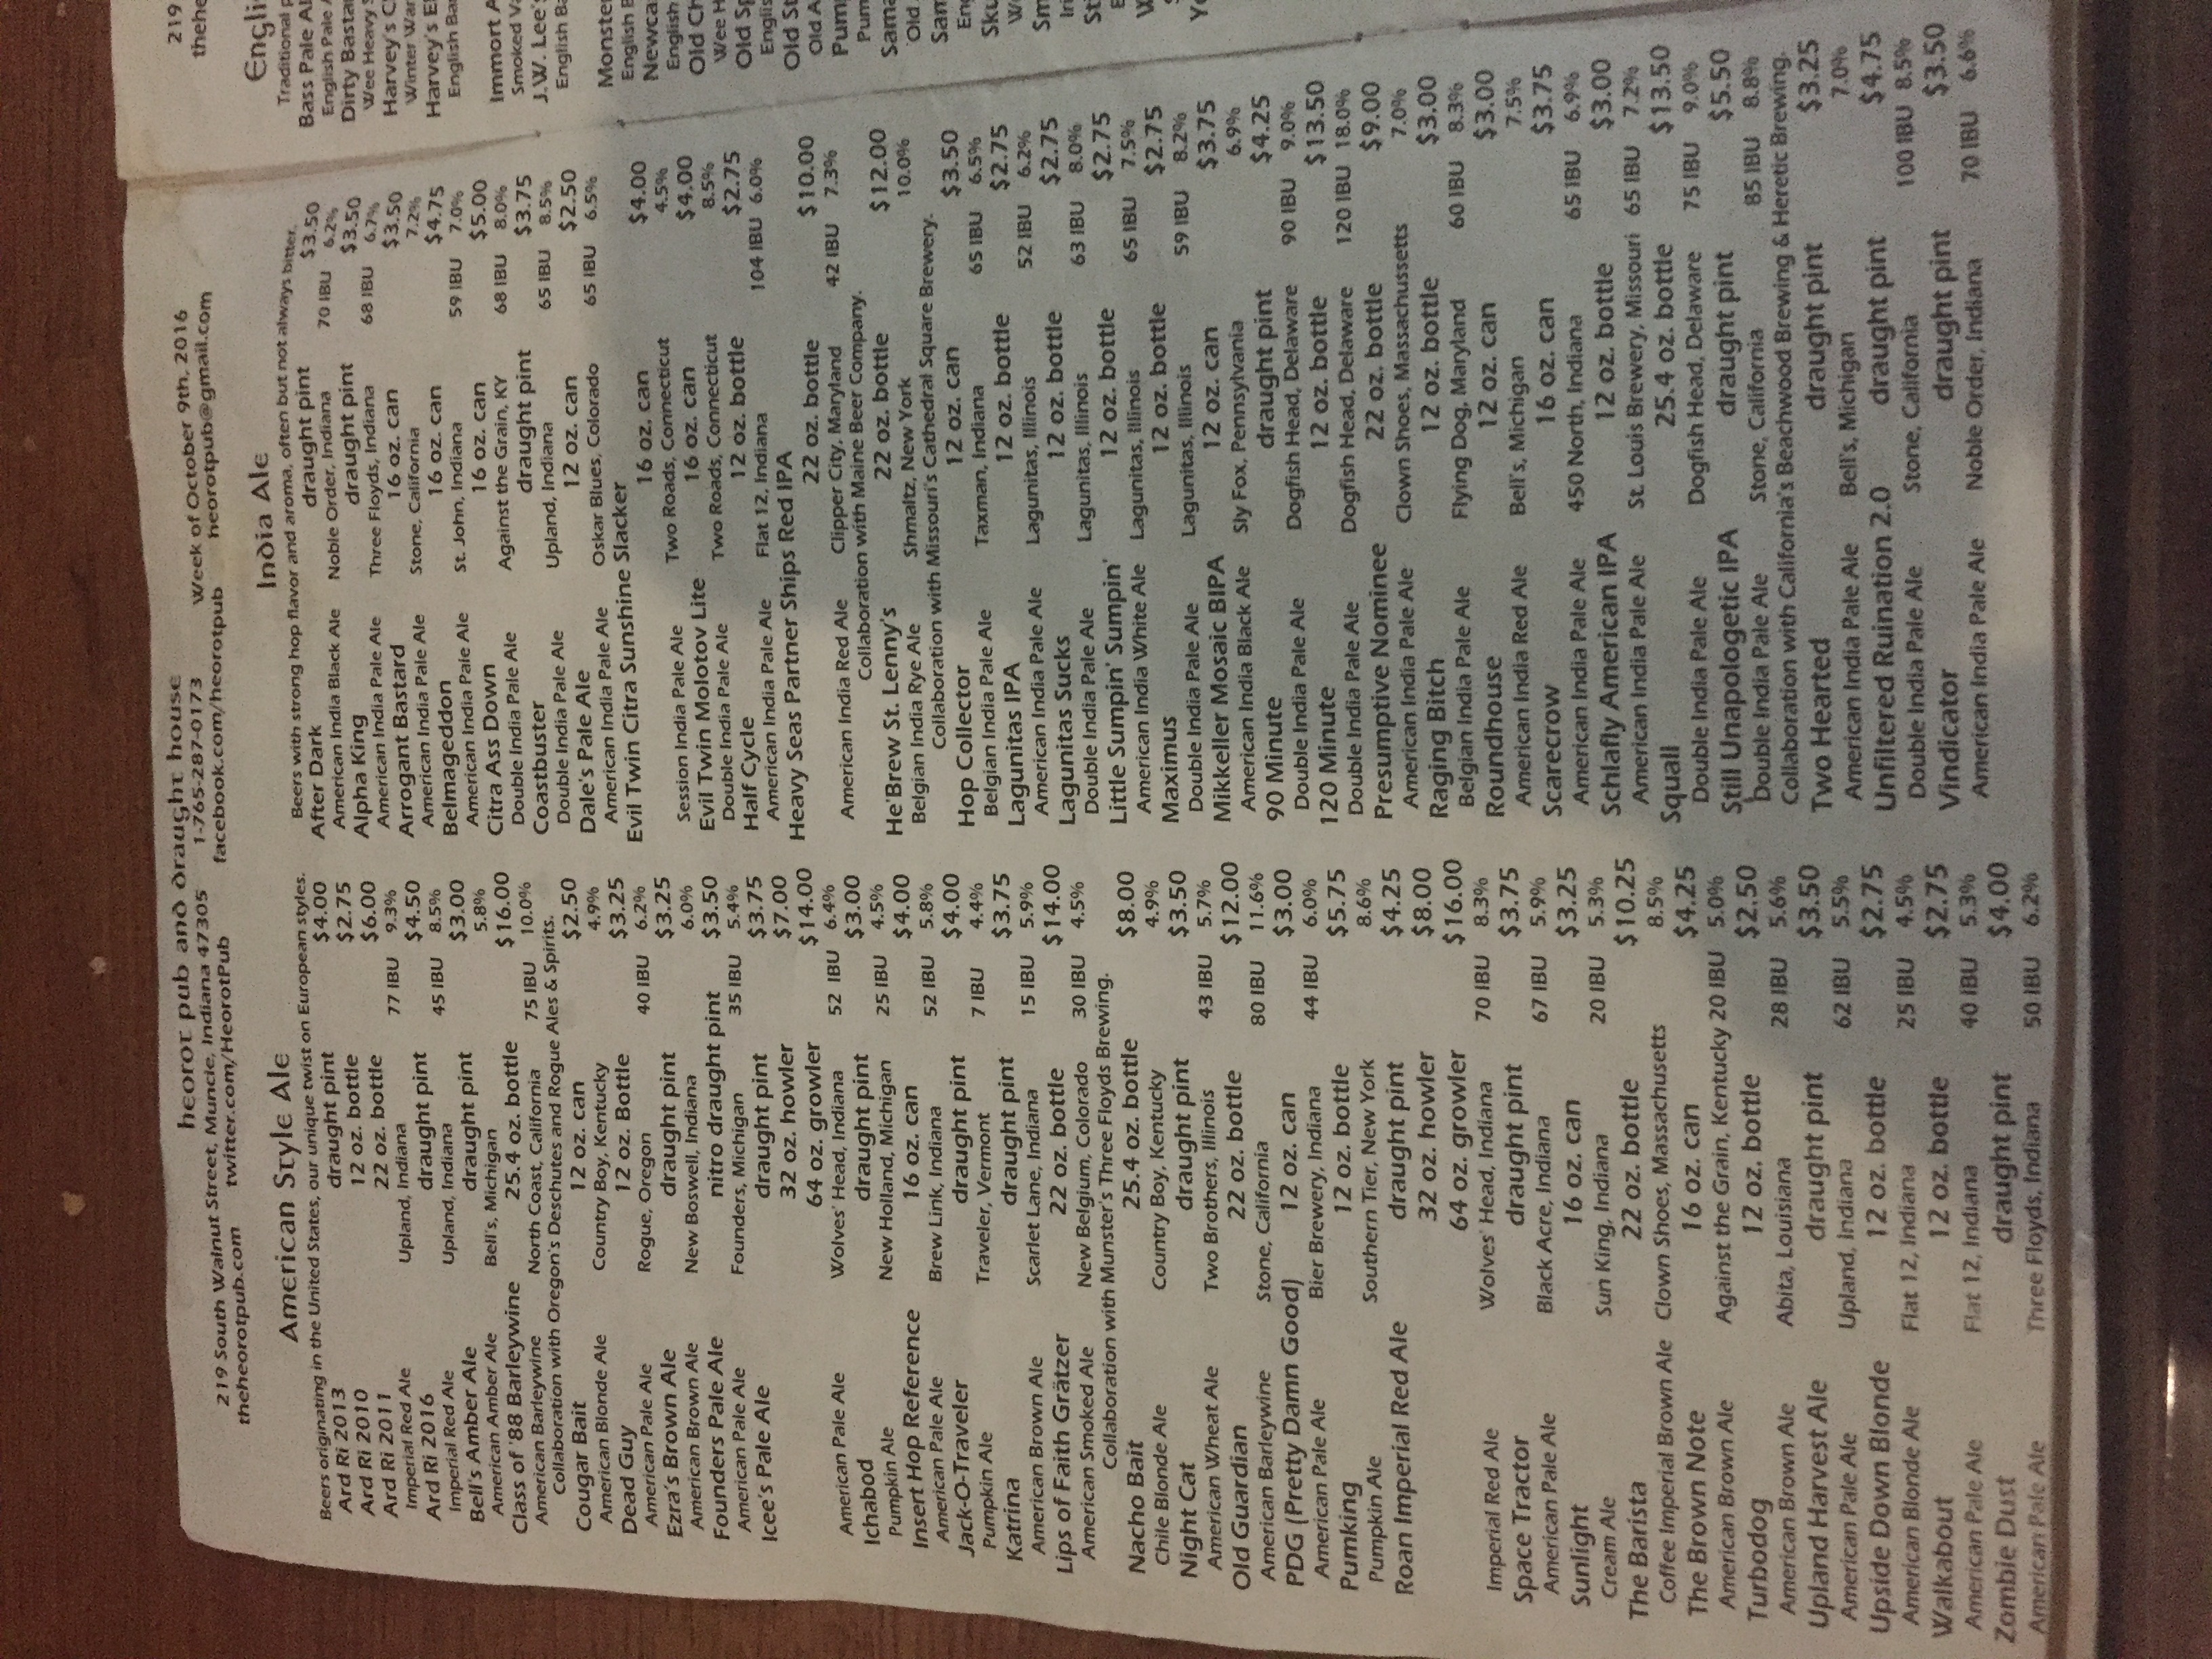 heorot pub and draught house
219 South Walnut Street, Muncie, Indiana 47305 1-765-287-0173 Week of October 9th, 2016
theheorotpub.com twitter.com/HeorotPub facebook.com/heorotpub heorotpub@gmail.com
American Style Ale
Beers originating in the United States, our unique twist on European styles.
Ard Ri 2013 draught pint $4.00
Ard Ri 2010 12 oz. bottle $2.75
Ard Ri 2011 22 oz. bottle $6.00
Imperial Red Ale Upland, Indiana 77 IBU 9.3%
Ard Ri 2016 draught pint $4.50
Imperial Red Ale Upland, Indiana 45 IBU 8.5%
Bell's Amber Ale draught pint $3.00
American Amber Ale Bell's, Michigan 5.8%
Class of '88 Barleywine 25.4 oz. bottle $16.00
American Barleywine North Coast, California 75 IBU 10.0%
Collaboration with Oregon's Deschutes and Rogue Ales & Spirits.
Cougar Bait 12 oz. can $2.50
American Blonde Ale Country Boy, Kentucky 4.9%
Dead Guy 12 oz. Bottle $3.25
American Pale Ale Rogue, Oregon 40 IBU 6.2%
Ezra's Brown Ale draught pint $3.25
American Brown Ale New Boswell, Indiana 6.0%
Founders Pale Ale nitro draught pint $3.50
American Pale Ale Founders, Michigan 35 IBU 5.4%
Icee's Pale Ale draught pint $3.75
32 oz. howler $7.00
64 oz. growler $14.00
American Pale Ale Wolves' Head, Indiana 52 IBU 6.4%
Ichabod draught pint $3.00
Pumpkin Ale New Holland, Michigan 25 IBU 4.5%
Insert Hop Reference 16 oz. can $4.00
American Pale Ale Brew Link, Indiana 52 IBU 5.8%
Jack-O-Traveler draught pint $4.00
Pumpkin Ale Traveler, Vermont 7 IBU 4.4%
Katrina draught pint $3.75
American Brown Ale Scarlet Lane, Indiana 15 IBU 5.9%
Lips of Faith Grätzer 22 oz. bottle $14.00
American Smoked Ale New Belgium, Colorado 30 IBU 4.5%
Collaboration with Munster's Three Floyds Brewing.
Nacho Bait 25.4 oz. bottle $8.00
Chile Blonde Ale Country Boy, Kentucky 4.9%
Night Cat draught pint $3.50
American Wheat Ale Two Brothers, Illinois 43 IBU 5.7%
Old Guardian 22 oz. bottle $12.00
American Barleywine Stone, California 80 IBU 11.6%
PDG (Pretty Damn Good) 12 oz. can $3.00
American Pale Ale Bier Brewery, Indiana 44 IBU 6.0%
Pumking 12 oz. bottle $5.75
Pumpkin Ale Southern Tier, New York 8.6%
Roan Imperial Red Ale draught pint $4.25
32 oz. howler $8.00
64 oz. growler $16.00
Imperial Red Ale Wolves' Head, Indiana 70 IBU 8.3%
Space Tractor draught pint $3.75
American Pale Ale Black Acre, Indiana 67 IBU 5.9%
Sunlight 16 oz. can $3.25
Cream Ale Sun King, Indiana 20 IBU 5.3%
The Barista 22 oz. bottle $10.25
Coffee Imperial Brown Ale Clown Shoes, Massachusetts 8.5%
The Brown Note 16 oz. can $4.25
American Brown Ale Against the Grain, Kentucky 20 IBU 5.0%
Turbodog 12 oz. bottle $2.50
American Brown Ale Abita, Louisiana 28 IBU 5.6%
Upland Harvest Ale draught pint $3.50
American Pale Ale Upland, Indiana 62 IBU 5.5%
Upside Down Blonde 12 oz. bottle $2.75
American Blonde Ale Flat 12, Indiana 25 IBU 4.5%
Walkabout 12 oz. bottle $2.75
American Pale Ale Flat 12, Indiana 40 IBU 5.3%
Zombie Dust draught pint $4.00
American Pale Ale Three Floyds, Indiana 50 IBU 6.2%
India Ale
Beers with strong hop flavor and aroma, often but not always bitter.
After Dark draught pint $3.50
American India Black Ale Noble Order, Indiana 70 IBU 6.2%
Alpha King draught pint $3.50
American India Pale Ale Three Floyds, Indiana 68 IBU 6.7%
Arrogant Bastard 16 oz. can $3.50
American India Pale Ale Stone, California 7.2%
Belmageddon 16 oz. can $4.75
American India Pale Ale St. John, Indiana 59 IBU 7.0%
Citra Ass Down 16 oz. can $5.00
Double India Pale Ale Against the Grain, KY 68 IBU 8.0%
Coastbuster draught pint $3.75
Double India Pale Ale Upland, Indiana 65 IBU 8.5%
Dale's Pale Ale 12 oz. can $2.50
American India Pale Ale Oskar Blues, Colorado 65 IBU 6.5%
Evil Twin Citra Sunshine Slacker
16 oz. can $4.00
Session India Pale Ale Two Roads, Connecticut 4.5%
Evil Twin Molotov Lite 16 oz. can $4.00
Double India Pale Ale Two Roads, Connecticut 8.5%
Half Cycle 12 oz. bottle $2.75
American India Pale Ale Flat 12, Indiana 104 IBU 6.0%
Heavy Seas Partner Ships Red IPA
22 oz. bottle $10.00
American India Red Ale Clipper City, Maryland 42 IBU 7.3%
Collaboration with Maine Beer Company.
He'Brew St. Lenny's 22 oz. bottle $12.00
Belgian India Rye Ale Shmaltz, New York 10.0%
Collaboration with Missouri's Cathedral Square Brewery.
Hop Collector 12 oz. can $3.50
Belgian India Pale Ale Taxman, Indiana 65 IBU 6.5%
Lagunitas IPA 12 oz. bottle $2.75
American India Pale Ale Lagunitas, Illinois 52 IBU 6.2%
Lagunitas Sucks 12 oz. bottle $2.75
Double India Pale Ale Lagunitas, Illinois 63 IBU 8.0%
Little Sumpin' Sumpin' 12 oz. bottle $2.75
American India White Ale Lagunitas, Illinois 65 IBU 7.5%
Maximus 12 oz. bottle $2.75
Double India Pale Ale Lagunitas, Illinois 59 IBU 8.2%
Mikkeller Mosaic BIPA 12 oz. can $3.75
American India Black Ale Sly Fox, Pennsylvania 6.9%
90 Minute draught pint $4.25
Double India Pale Ale Dogfish Head, Delaware 90 IBU 9.0%
120 Minute 12 oz. bottle $13.50
Double India Pale Ale Dogfish Head, Delaware 120 IBU 18.0%
Presumptive Nominee 22 oz. bottle $9.00
American India Pale Ale Clown Shoes, Massachussetts 7.0%
Raging Bitch 12 oz. bottle $3.00
Belgian India Pale Ale Flying Dog, Maryland 60 IBU 8.3%
Roundhouse 12 oz. can $3.00
American India Red Ale Bell's, Michigan 7.5%
Scarecrow 16 oz. can $3.75
American India Pale Ale 450 North, Indiana 65 IBU 6.9%
Schlafly American IPA 12 oz. bottle $3.00
American India Pale Ale St. Louis Brewery, Missouri 65 IBU 7.2%
Squall 25.4 oz. bottle $13.50
Double India Pale Ale Dogfish Head, Delaware 75 IBU 9.0%
Still Unapologetic IPA draught pint $5.50
Double India Pale Ale Stone, California 85 IBU 8.8%
Collaboration with California's Beachwood Brewing & Heretic Brewing.
Two Hearted draught pint $3.25
American India Pale Ale Bell's, Michigan 7.0%
Unfiltered Ruination 2.0 draught pint $4.75
Double India Pale Ale Stone, California 100 IBU 8.5%
Vindicator draught pint $3.50
American India Pale Ale Noble Order, Indiana 70 IBU 6.6%
219
thehe
Engli
Traditional
Bass Pale Al
English Pale
Dirty Basta
Wee Heavy
Harvey's
Winter War
Harvey's E
English Ba
Immort A
Smoked Va
J.W. Lee'
English Ba
Monste
English B
Newca
English
Old Ch
Wee H
Old Sp
Englis
Old St
Old A
Pum
Pum
Sama
Old
Sam
Eng
Sku
W
Sm
Iri
St